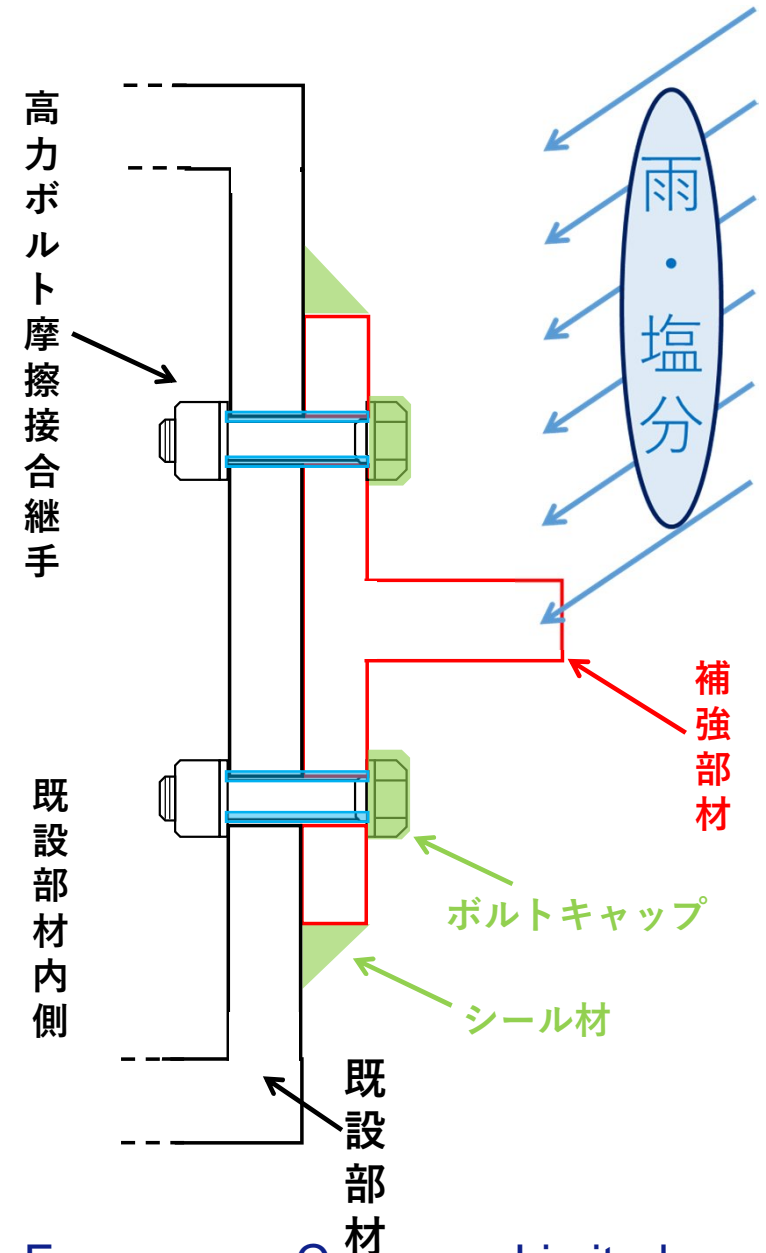 高力ボルト摩擦接合継手
雨・塩分
補強部材
既設部材内側
ボルトキャップ
シール材
既設部材
Limited